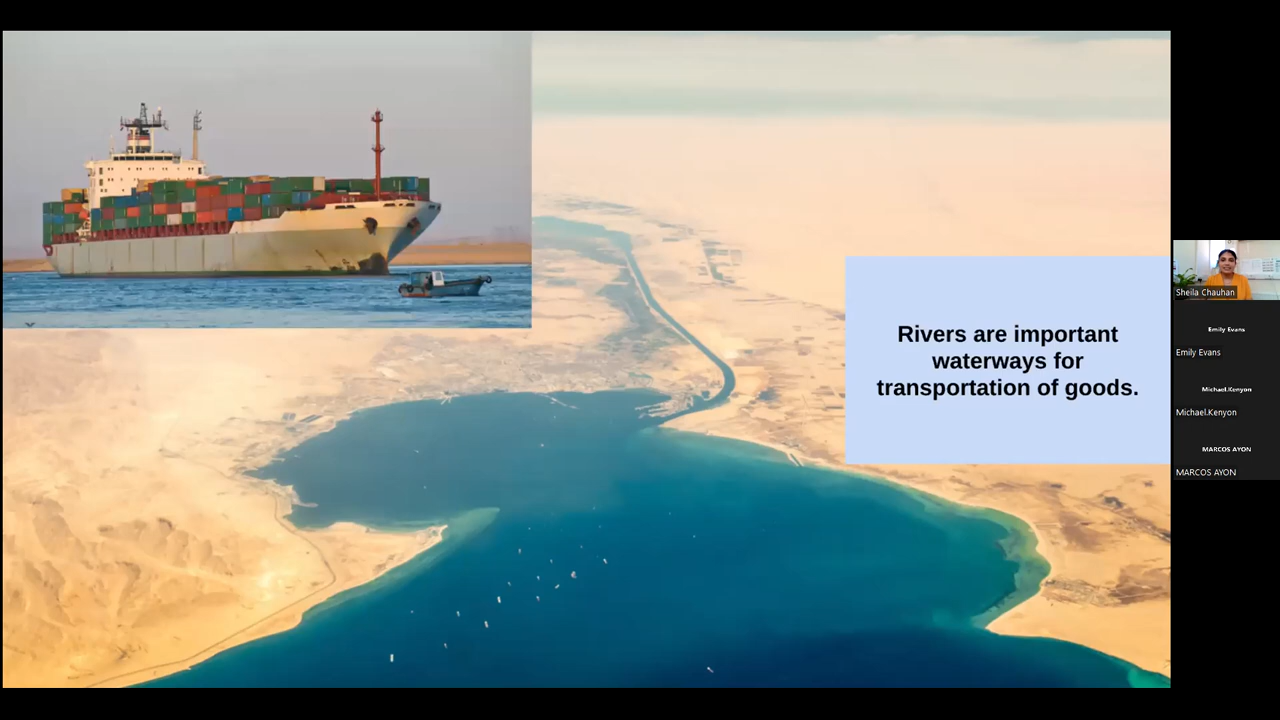 Rivers are important
waterways for
transportation of goods.
Sheila Chauhan
Emily Evans
Emily Evans
Michael.Kenyon
Michael.Kenyon
MARCOS AYON
MARCOS AYON